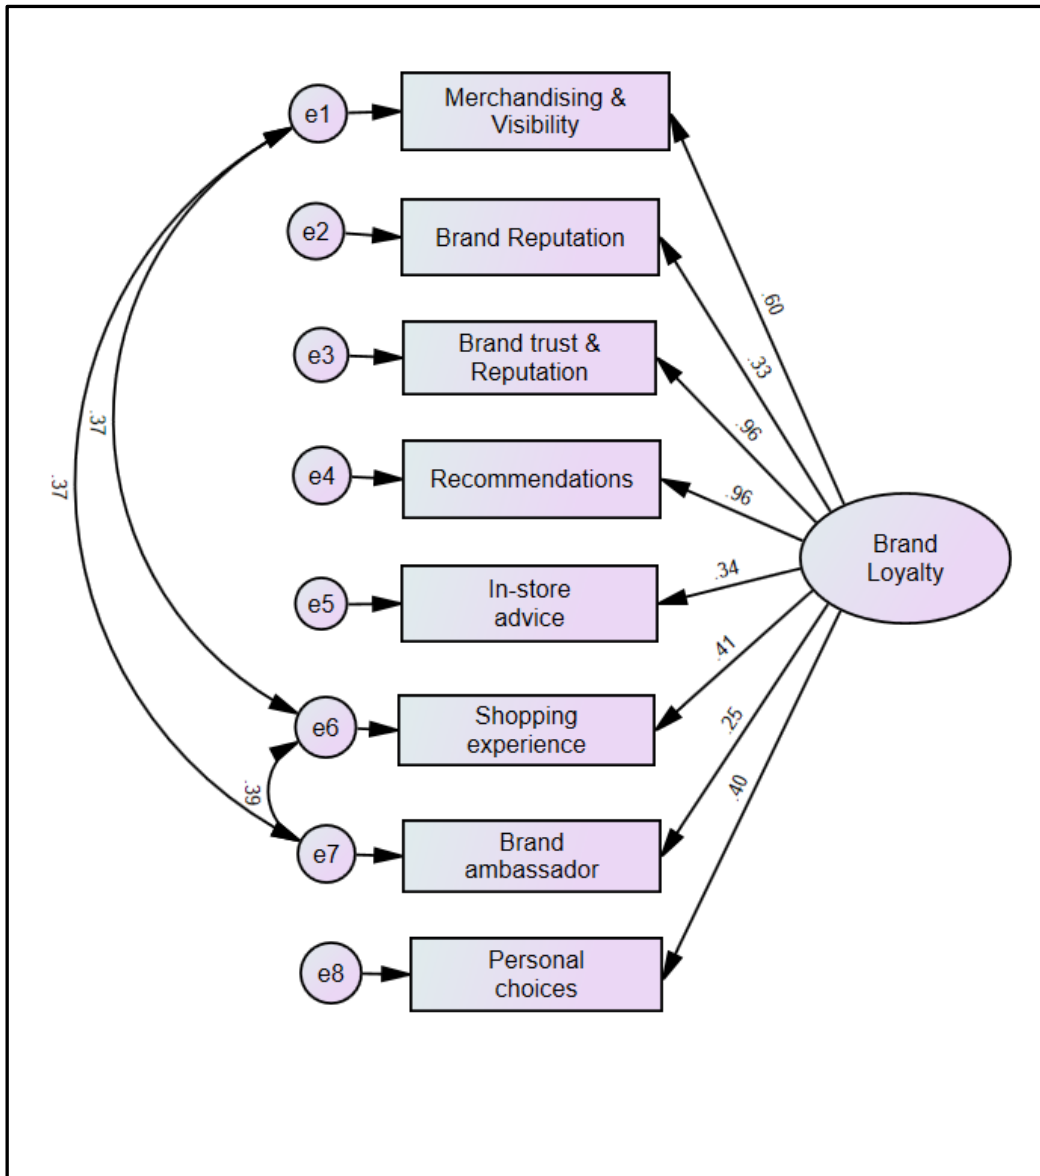 e1
Merchandising &
Visibility
e2
Brand Reputation
.60
e3
Brand trust &
Reputation
.33
.37
.96
.37
e4
Recommendations
.96
Brand
Loyalty
e5
In-store
advice
.34
.41
e6
Shopping
experience
.25
.39
.40
e7
Brand
ambassador
e8
Personal
choices